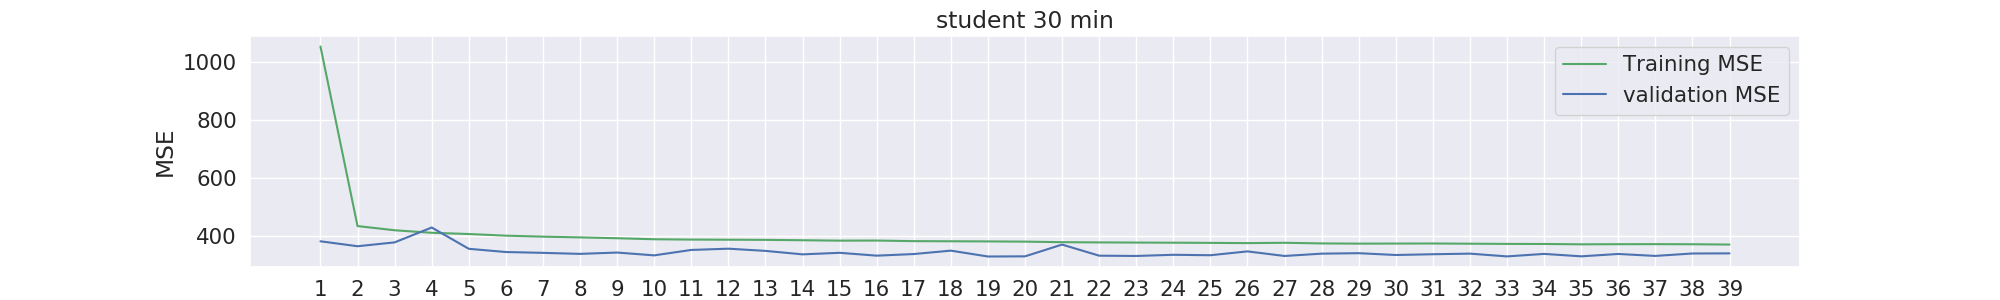 student 30 min
MSE
1000
800
600
400
Training MSE
validation MSE
1 2 3 4 5 6 7 8 9 10 11 12 13 14 15 16 17 18 19 20 21 22 23 24 25 26 27 28 29 30 31 32 33 34 35 36 37 38 39